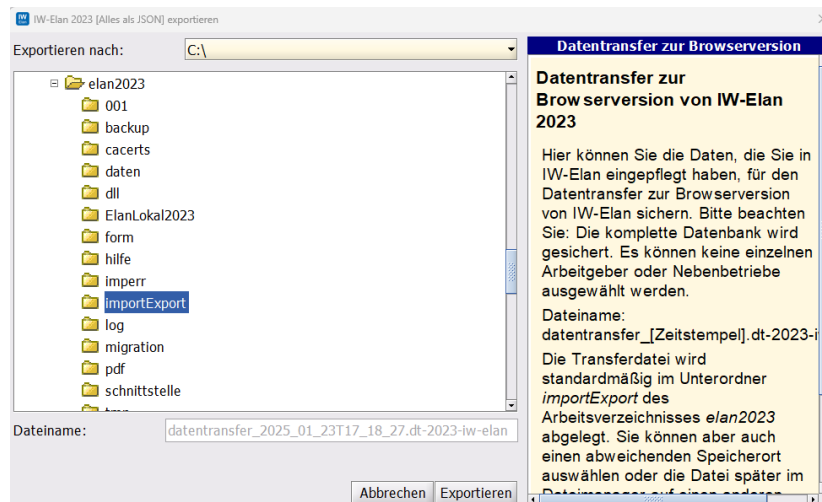 IW-Elan 2023 [Alles als JSON] exportieren
Exportieren nach:
C:\
elan2023
001
backup
cacerts
daten
dll
ElanLokal2023
form
hilfe
imperr
importExport
log
migration
pdf
schnittstelle
Dateiname:
datentransfer_2025_01_23T17_18_27.dt-2023-iw-elan
Abbrechen
Exportieren
Datentransfer zur Browserversion
Datentransfer zur
Browserversion von IW-Elan
2023
Hier können Sie die Daten, die Sie in
IW-Elan eingepflegt haben, für den
Datentransfer zur Browserversion
von IW-Elan sichern. Bitte beachten
Sie: Die komplette Datenbank wird
gesichert. Es können keine einzelnen
Arbeitgeber oder Nebenbetriebe
ausgewählt werden.
Dateiname:
datentransfer_[Zeitstempel].dt-2023-i
Die Transferdatei wird
standardmäßig im Unterordner
importExport des
Arbeitsverzeichnisses elan2023
abgelegt. Sie können aber auch
einen abweichenden Speicherort
auswählen oder die Datei später im